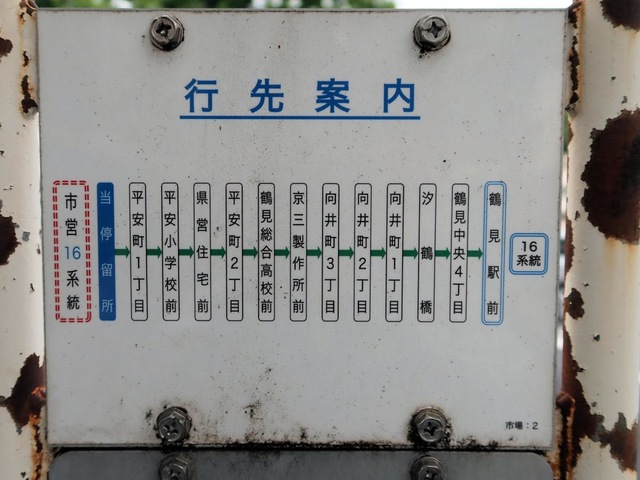 行先案内
市営16系統
当停留所
平安町1丁目
平安小学校前
県営住宅前
平安町2丁目
鶴見総合高校前
京三製作所前
向井町3丁目
向井町2丁目
向井町1丁目
汐鶴橋
鶴見中央4丁目
鶴見駅前
16
系統
市場：2